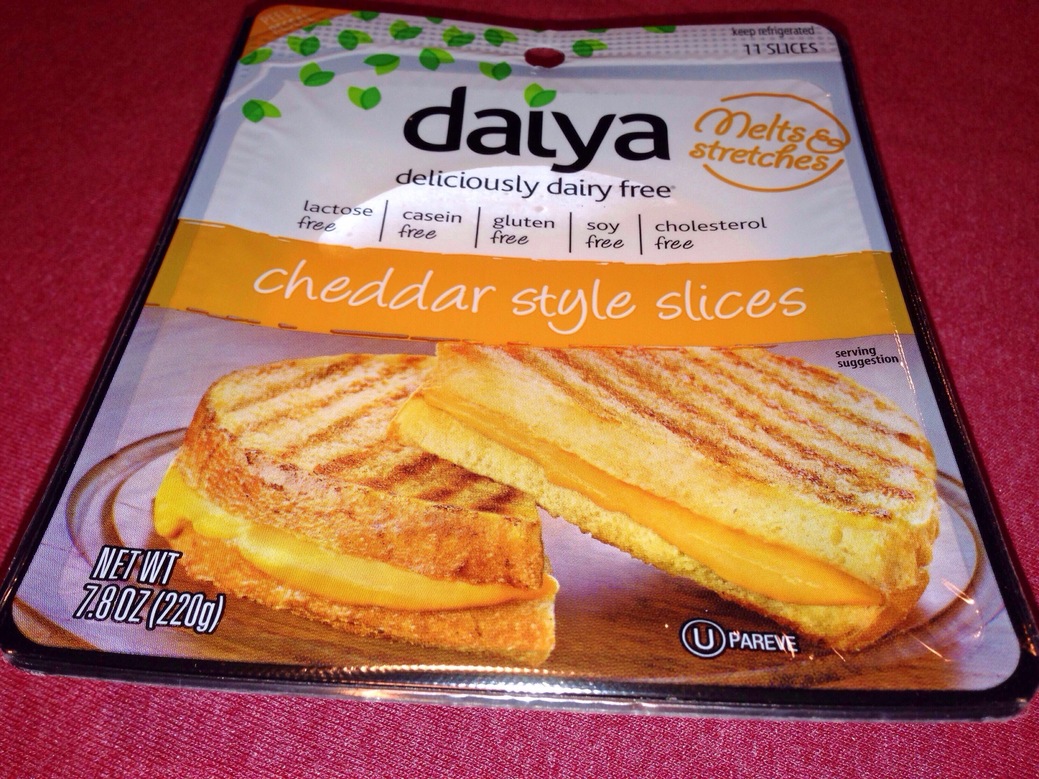 keep refrigerated
11 SLICES
daiya
Melts &
stretches
deliciously dairy free
lactose free
casein free
gluten free
soy free
cholesterol free
cheddar style slices
serving
suggestion
NET WT
7.8 OZ (220g)
U PAREVE